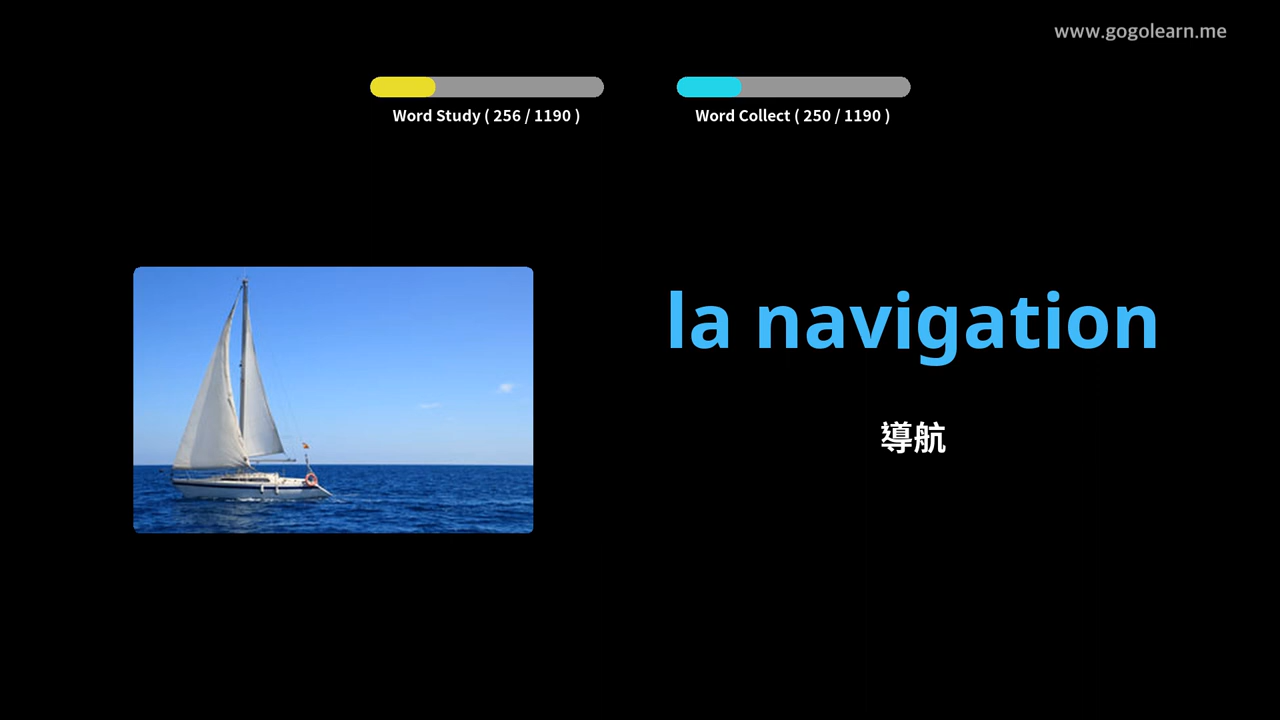 www.gogolearn.me
Word Study ( 256 / 1190 )
Word Collect ( 250 / 1190 )
la navigation
導航